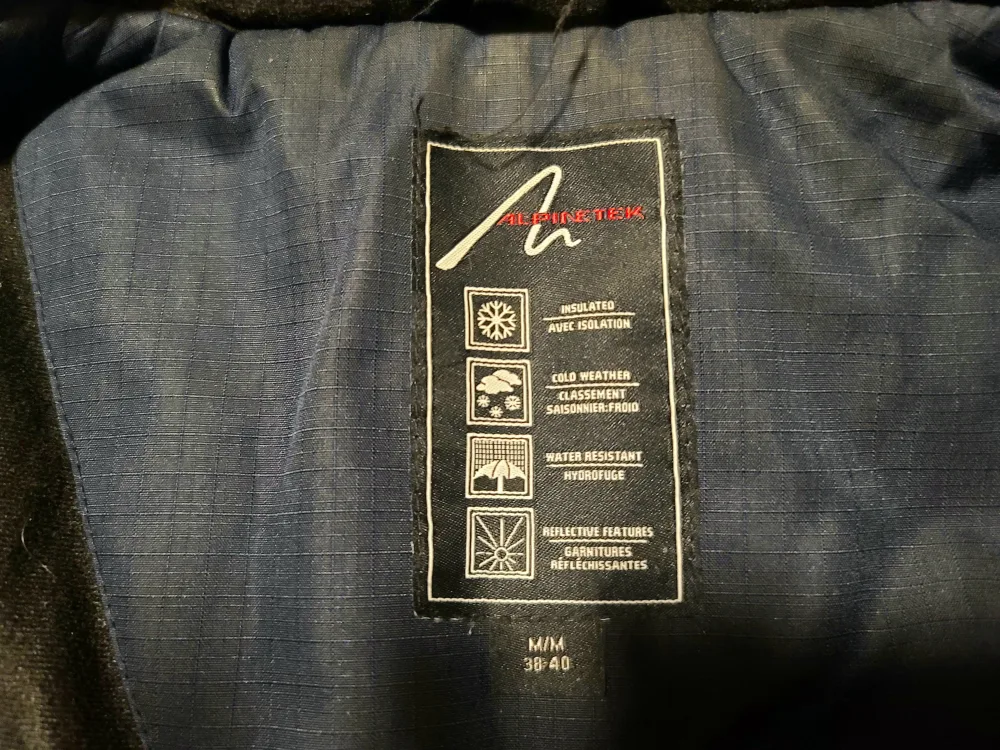 ALPINETEK
INSULATED
AVEC ISOLATION
COLD WEATHER
CLASSEMENT
SAISONNIER:FROID
WATER RESISTANT
HYDROFUGE
REFLECTIVE FEATURES
GARNITURES
RÉFLÉCHISSANTES
M/M
38-40